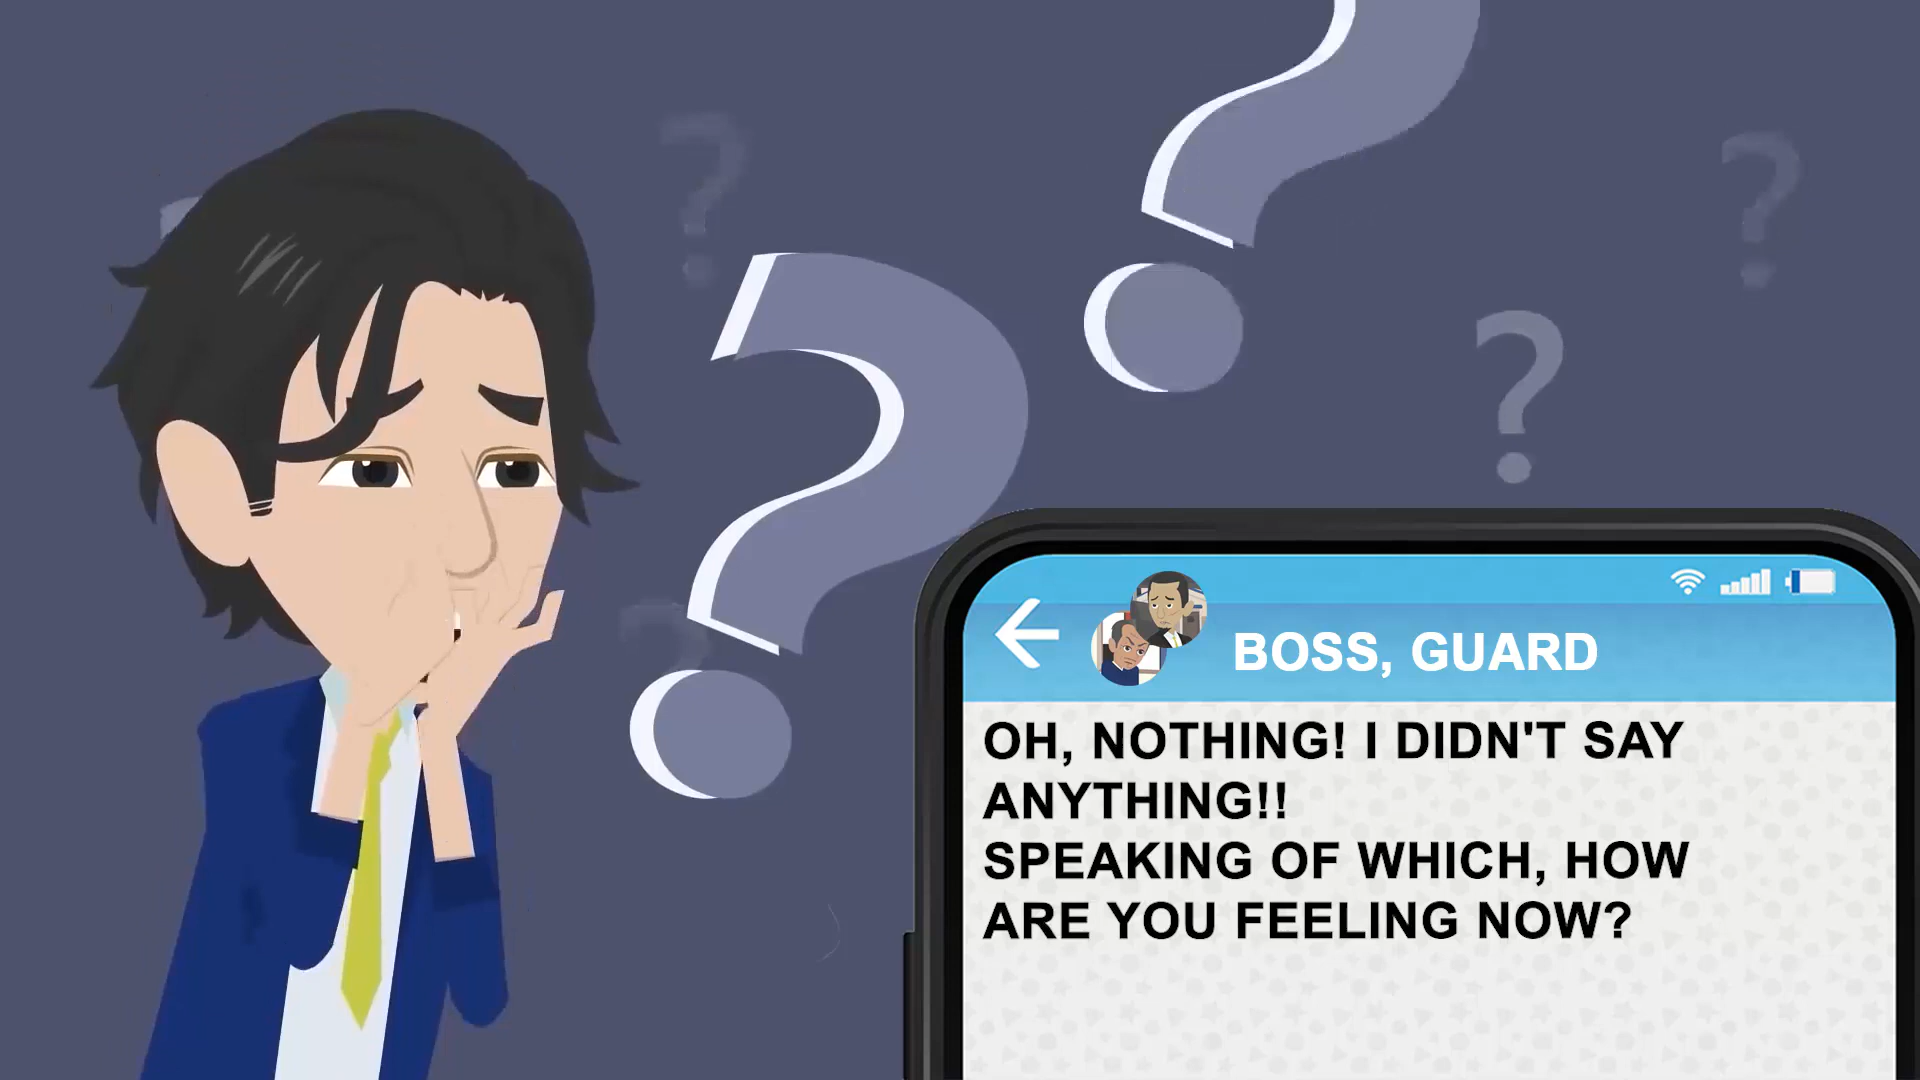 BOSS, GUARD
OH, NOTHING! I DIDN'T SAY
ANYTHING!!
SPEAKING OF WHICH, HOW
ARE YOU FEELING NOW?